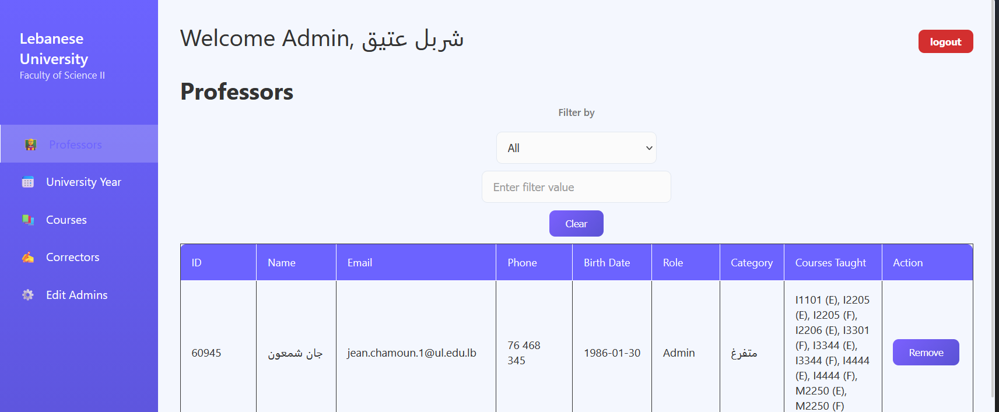 Lebanese
University
Faculty of Science II
Professors
University Year
Courses
Correctors
Edit Admins
Welcome Admin, شربل عتيق
logout
Professors
Filter by
All
Enter filter value
Clear
ID Name Email Phone Birth Date Role Category Courses Taught Action
60945 جان شمعون jean.chamoun.1@ul.edu.lb 76 468
345 1986-01-30 Admin متفرغ I1101 (E), I2205
(E), I2205 (F),
I2206 (E), I3301
(F), I3344 (E),
I3344 (F), I4444
(E), I4444 (F),
M2250 (E),
M2250 (F)
Remove